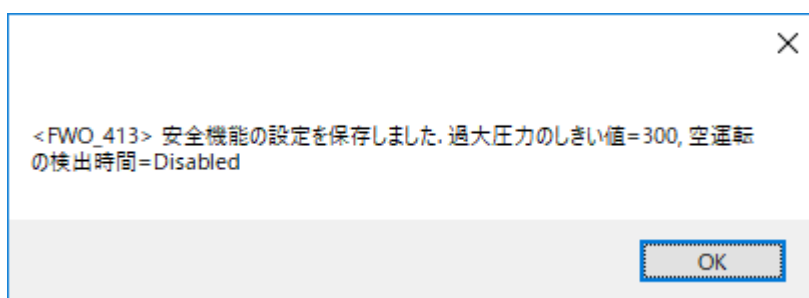 <FWO_413> 安全機能の設定を保存しました. 過大圧力のしきい値=300, 空運転
の検出時間=Disabled
OK